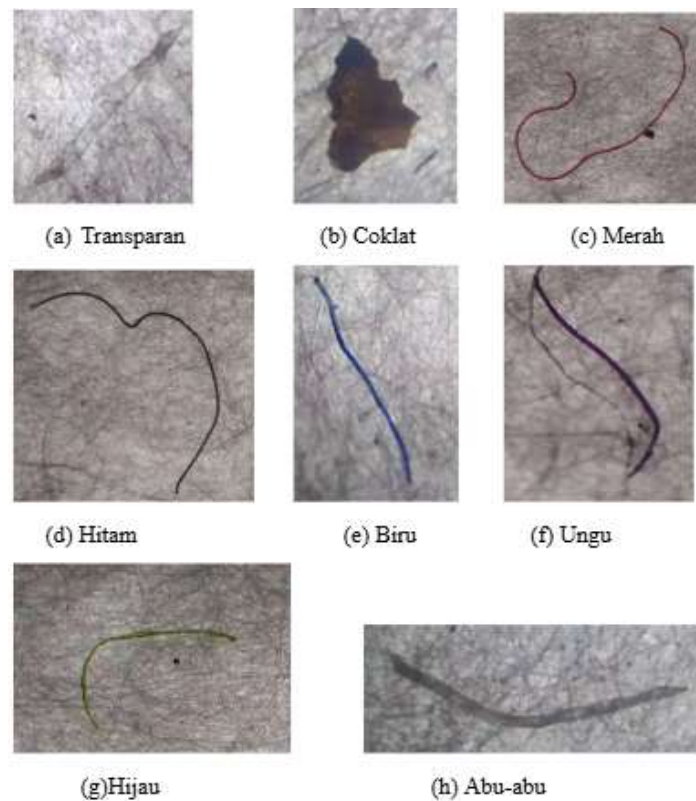 (a) Transparan
(b) Coklat
(c) Merah
(d) Hitam
(e) Biru
(f) Ungu
(g)Hijau
(h) Abu-abu